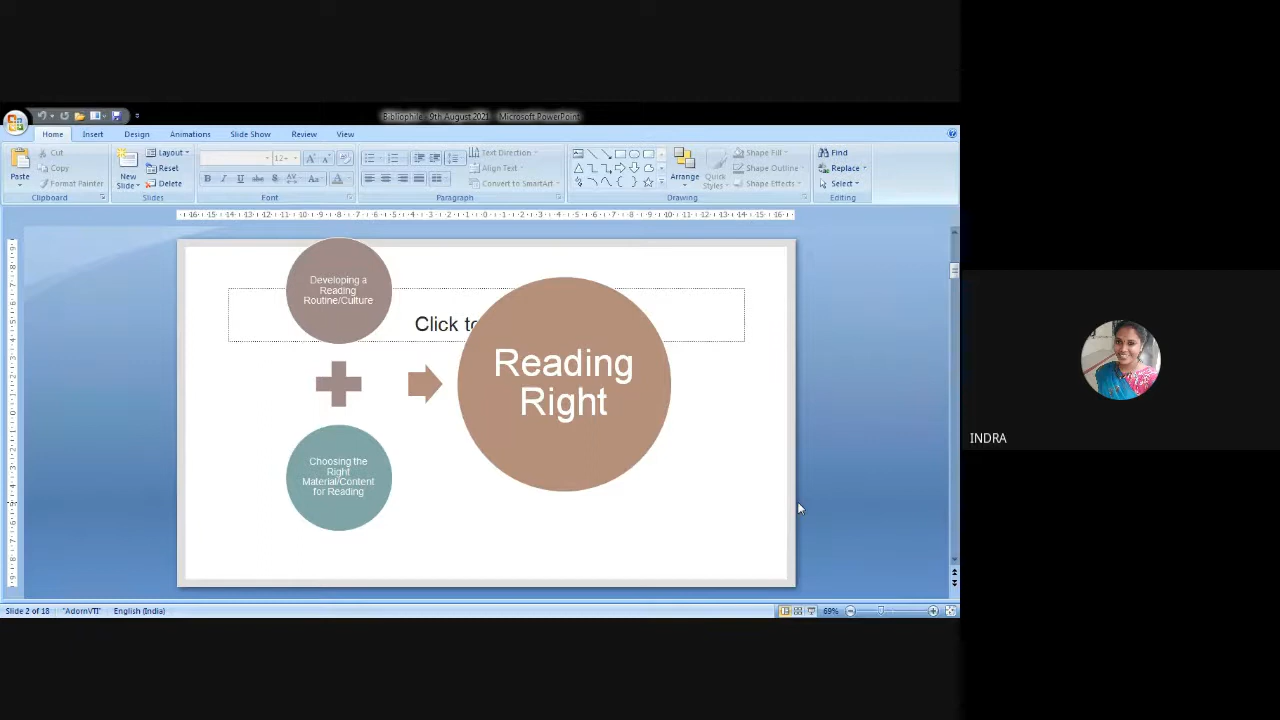 Bibliophile - 9th August 2021 - Microsoft PowerPoint
Home Insert Design Animations Slide Show Review View
Paste
Cut
Copy
Format Painter
Clipboard
New
Slide
Layout
Reset
Delete
Slides
12
Font
Text Direction
Align Text
Convert to SmartArt
Paragraph
Arrange
Quick
Styles
Shape Fill
Shape Outline
Shape Effects
Drawing
Find
Replace
Select
Editing
Developing a
Reading
Routine/Culture
Click to
Reading
Right
Choosing the
Right
Material/Content
for Reading
INDRA
Slide 2 of 18 "AdornVTI" English (India) 69%